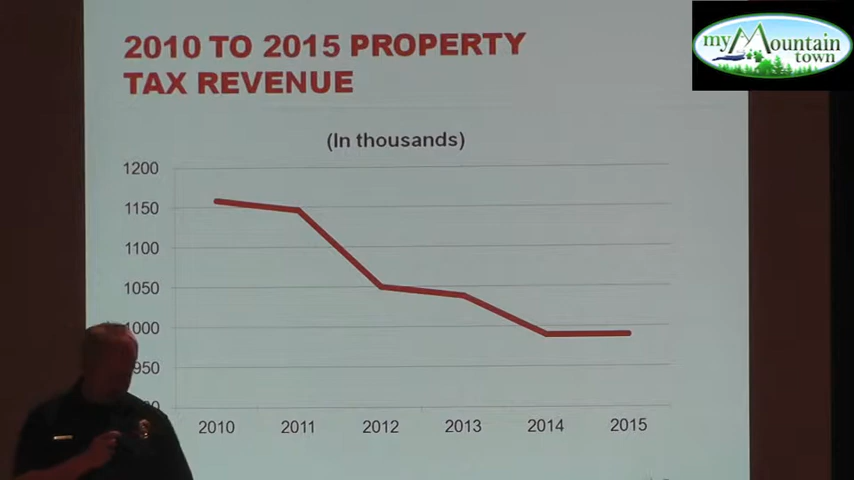 2010 TO 2015 PROPERTY
TAX REVENUE
my Mountain
town
(In thousands)
1200
1150
1100
1050
1000
950
2010 2011 2012 2013 2014 2015